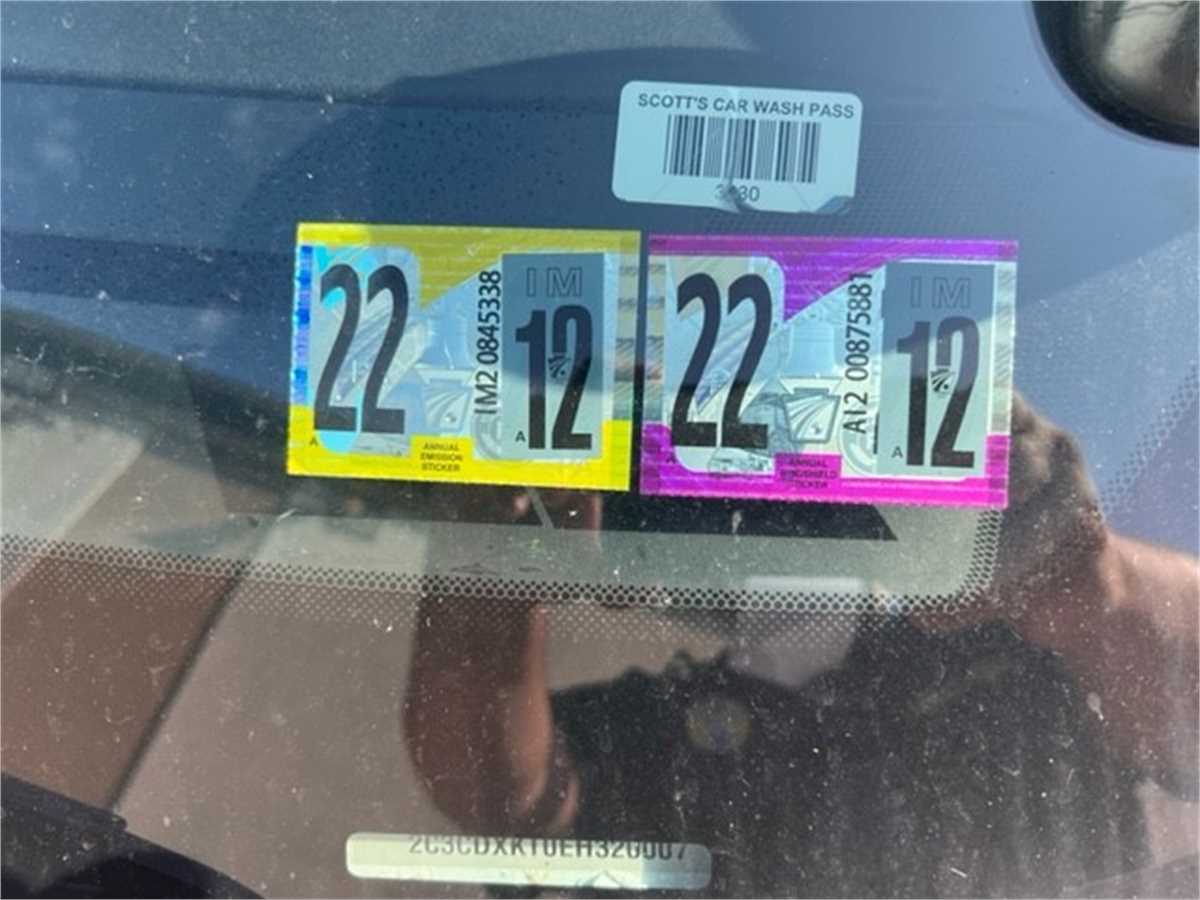 SCOTT'S CAR WASH PASS
22
IM2 0845338
IM
12
A
A
ANNUAL
EMISSION
STICKER
22
AI2 00875881
IM
12
A
A
ANNUAL
WINDSHIELD
STICKER